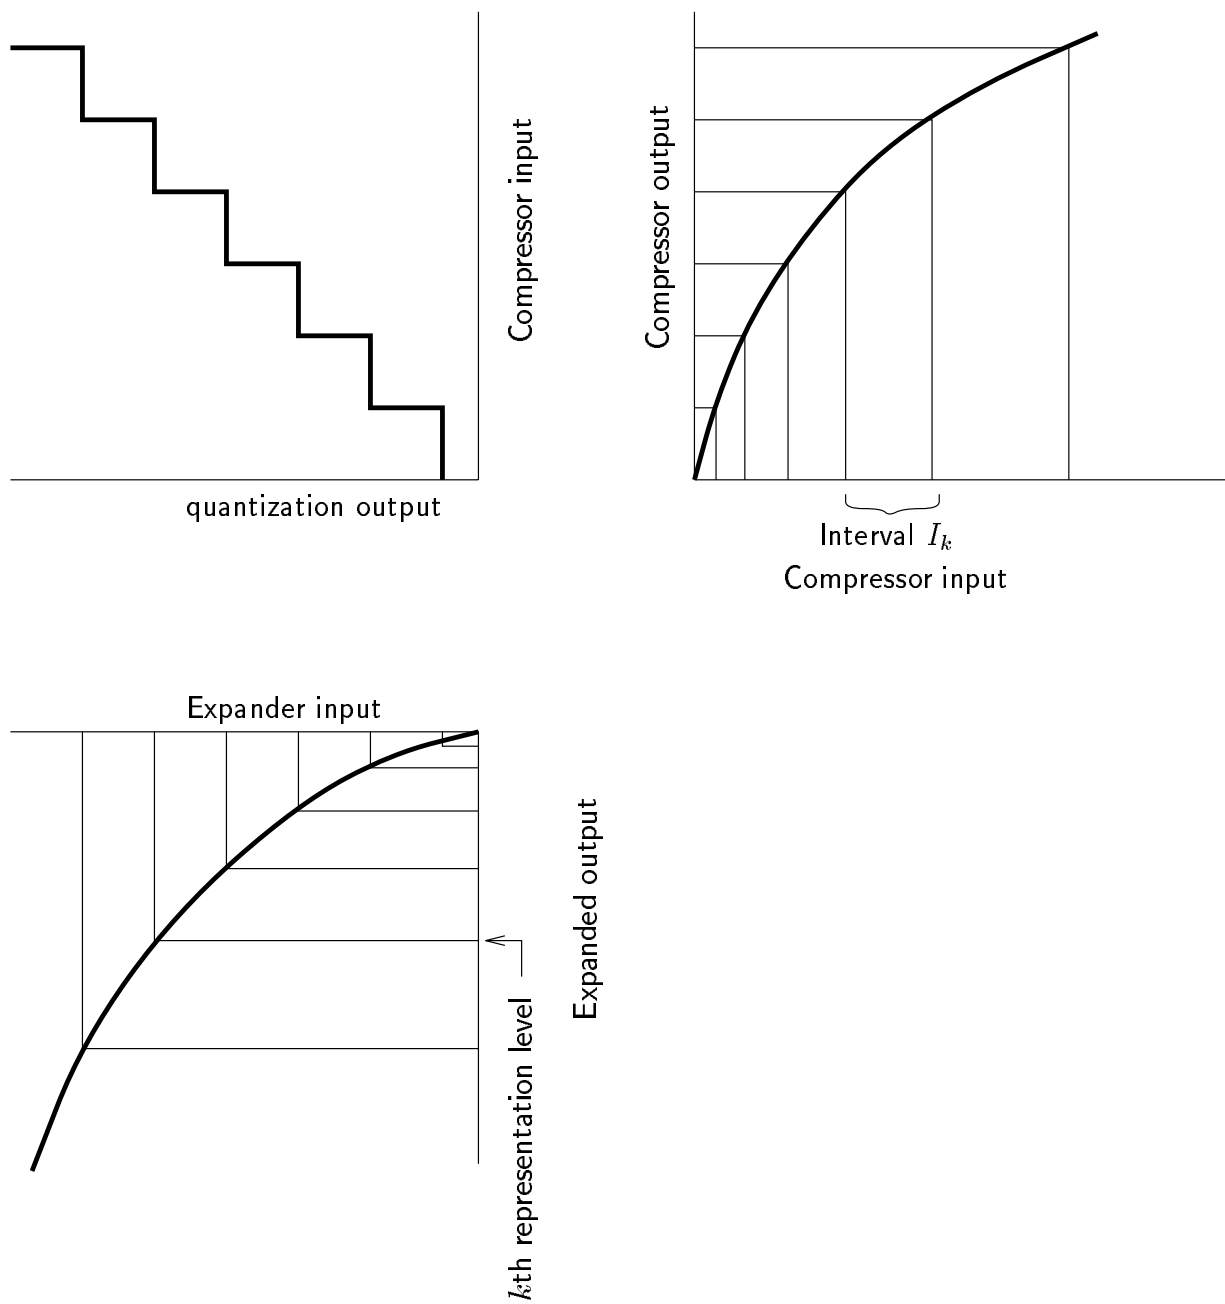 Compressor input
quantization output
Compressor output
Interval I_k
Compressor input
Expander input
Expanded output
kth representation level